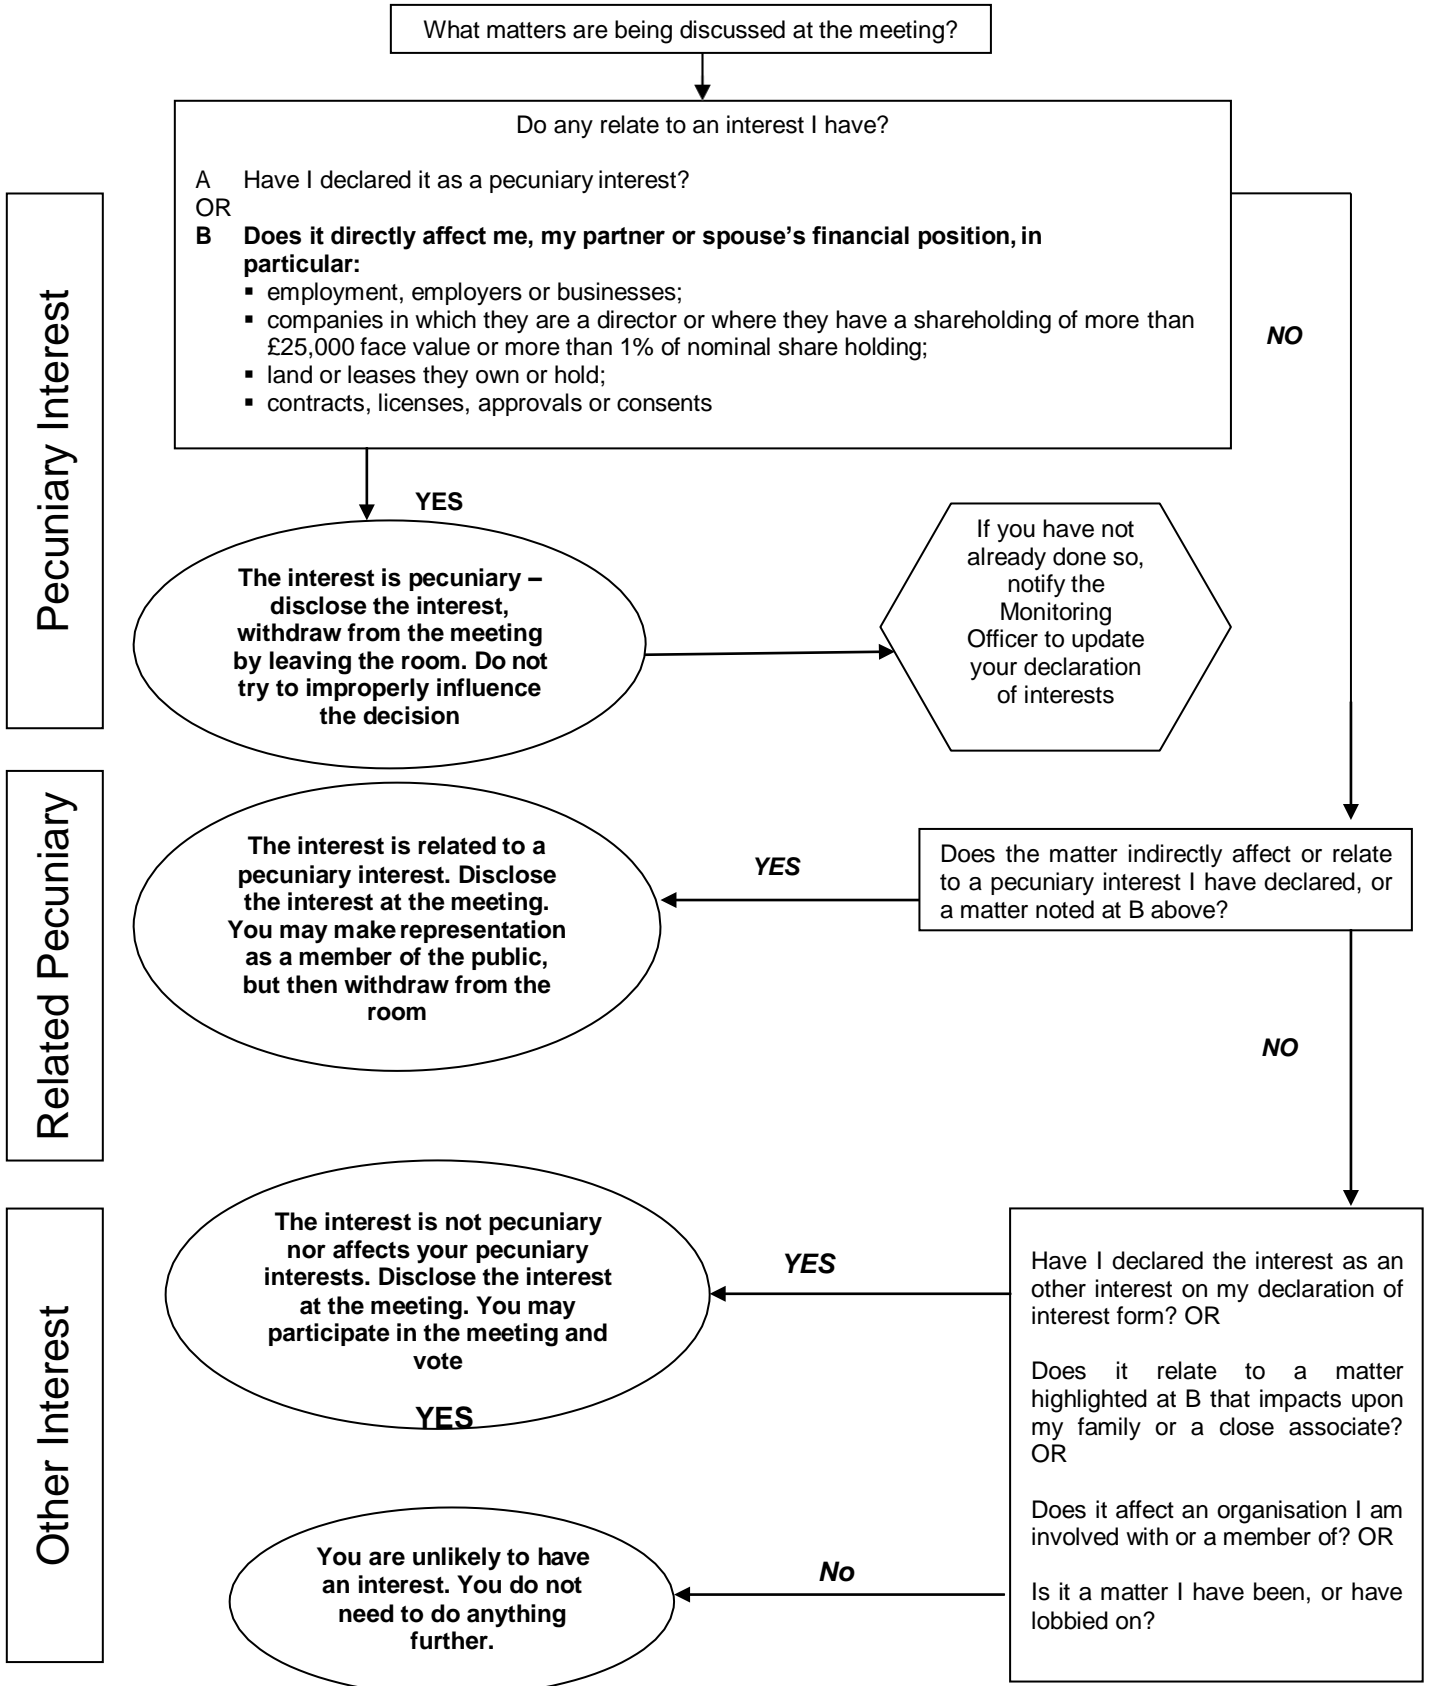 What matters are being discussed at the meeting?
Do any relate to an interest I have?
A Have I declared it as a pecuniary interest?
OR
B Does it directly affect me, my partner or spouse’s financial position, in
particular:
▪ employment, employers or businesses;
▪ companies in which they are a director or where they have a shareholding of more than
£25,000 face value or more than 1% of nominal share holding;
▪ land or leases they own or hold;
▪ contracts, licenses, approvals or consents
Pecuniary Interest
NO
YES
The interest is pecuniary –
disclose the interest,
withdraw from the meeting
by leaving the room. Do not
try to improperly influence
the decision
If you have not
already done so,
notify the
Monitoring
Officer to update
your declaration
of interests
Related Pecuniary
The interest is related to a
pecuniary interest. Disclose
the interest at the meeting.
You may make representation
as a member of the public,
but then withdraw from the
room
YES
Does the matter indirectly affect or relate
to a pecuniary interest I have declared, or
a matter noted at B above?
NO
Other Interest
The interest is not pecuniary
nor affects your pecuniary
interests. Disclose the interest
at the meeting. You may
participate in the meeting and
vote
YES
YES
Have I declared the interest as an
other interest on my declaration of
interest form? OR
Does it relate to a matter
highlighted at B that impacts upon
my family or a close associate?
OR
Does it affect an organisation I am
involved with or a member of? OR
Is it a matter I have been, or have
lobbied on?
No
You are unlikely to have
an interest. You do not
need to do anything
further.